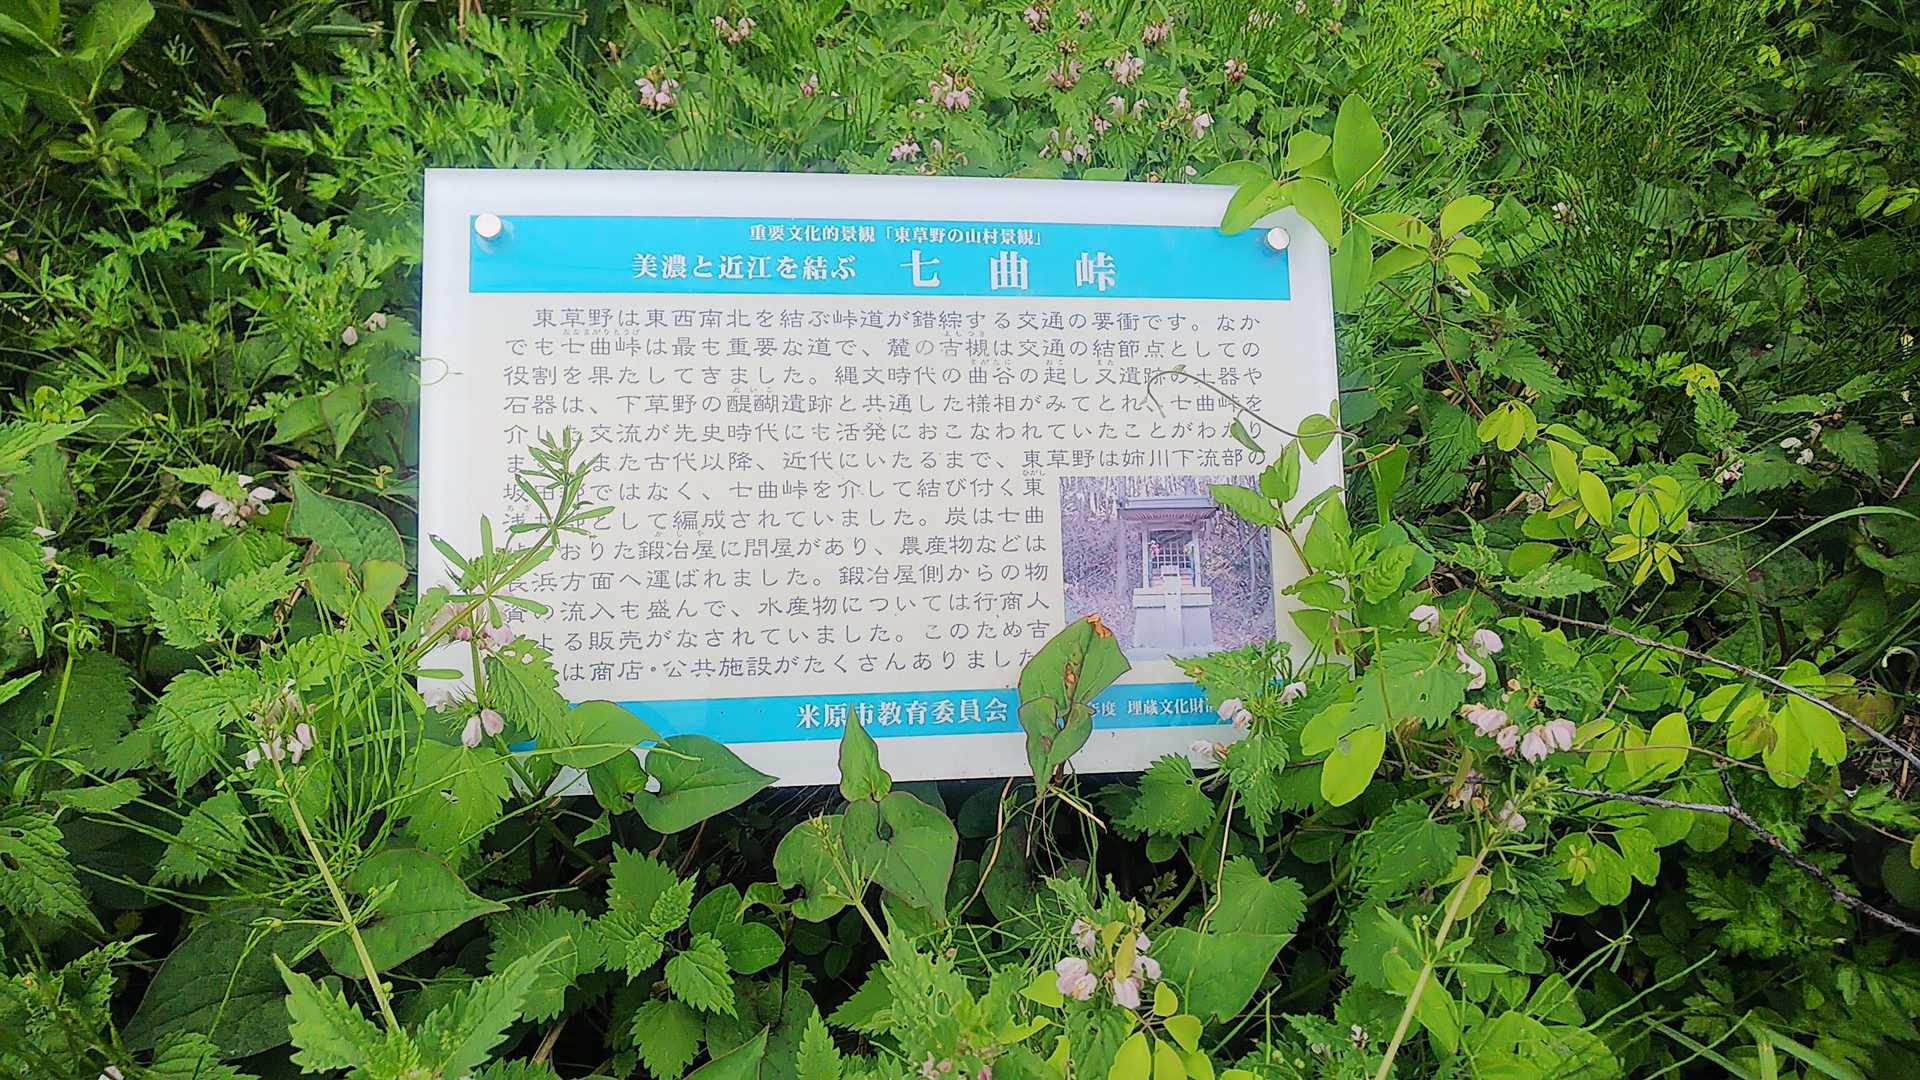 重要文化的景観「東草野の山村景観」
美濃と近江を結ぶ 七曲峠
東草野は東西南北を結ぶ峠道が錯綜する交通の要衝です。なか
でも七曲峠は最も重要な道で、麓の吉槻は交通の結節点としての
役割を果たしてきました。縄文時代の曲谷の起し又遺跡の土器や
石器は、下草野の醍醐遺跡と共通した様相がみてとれ、七曲峠を
介した交流が先史時代にも活発におこなわれていたことがわかり
ます。また古代以降、近代にいたるまで、東草野は姉川下流部の
坂田郡ではなく、七曲峠を介して結び付く東
浅井郡として編成されていました。炭は七曲
おりた鍛冶屋に問屋があり、農産物などは
長浜方面へ運ばれました。鍛冶屋側からの物
資の流入も盛んで、水産物については行商人
よる販売がなされていました。このため吉
は商店・公共施設がたくさんありました
米原市教育委員会 年度 埋蔵文化財